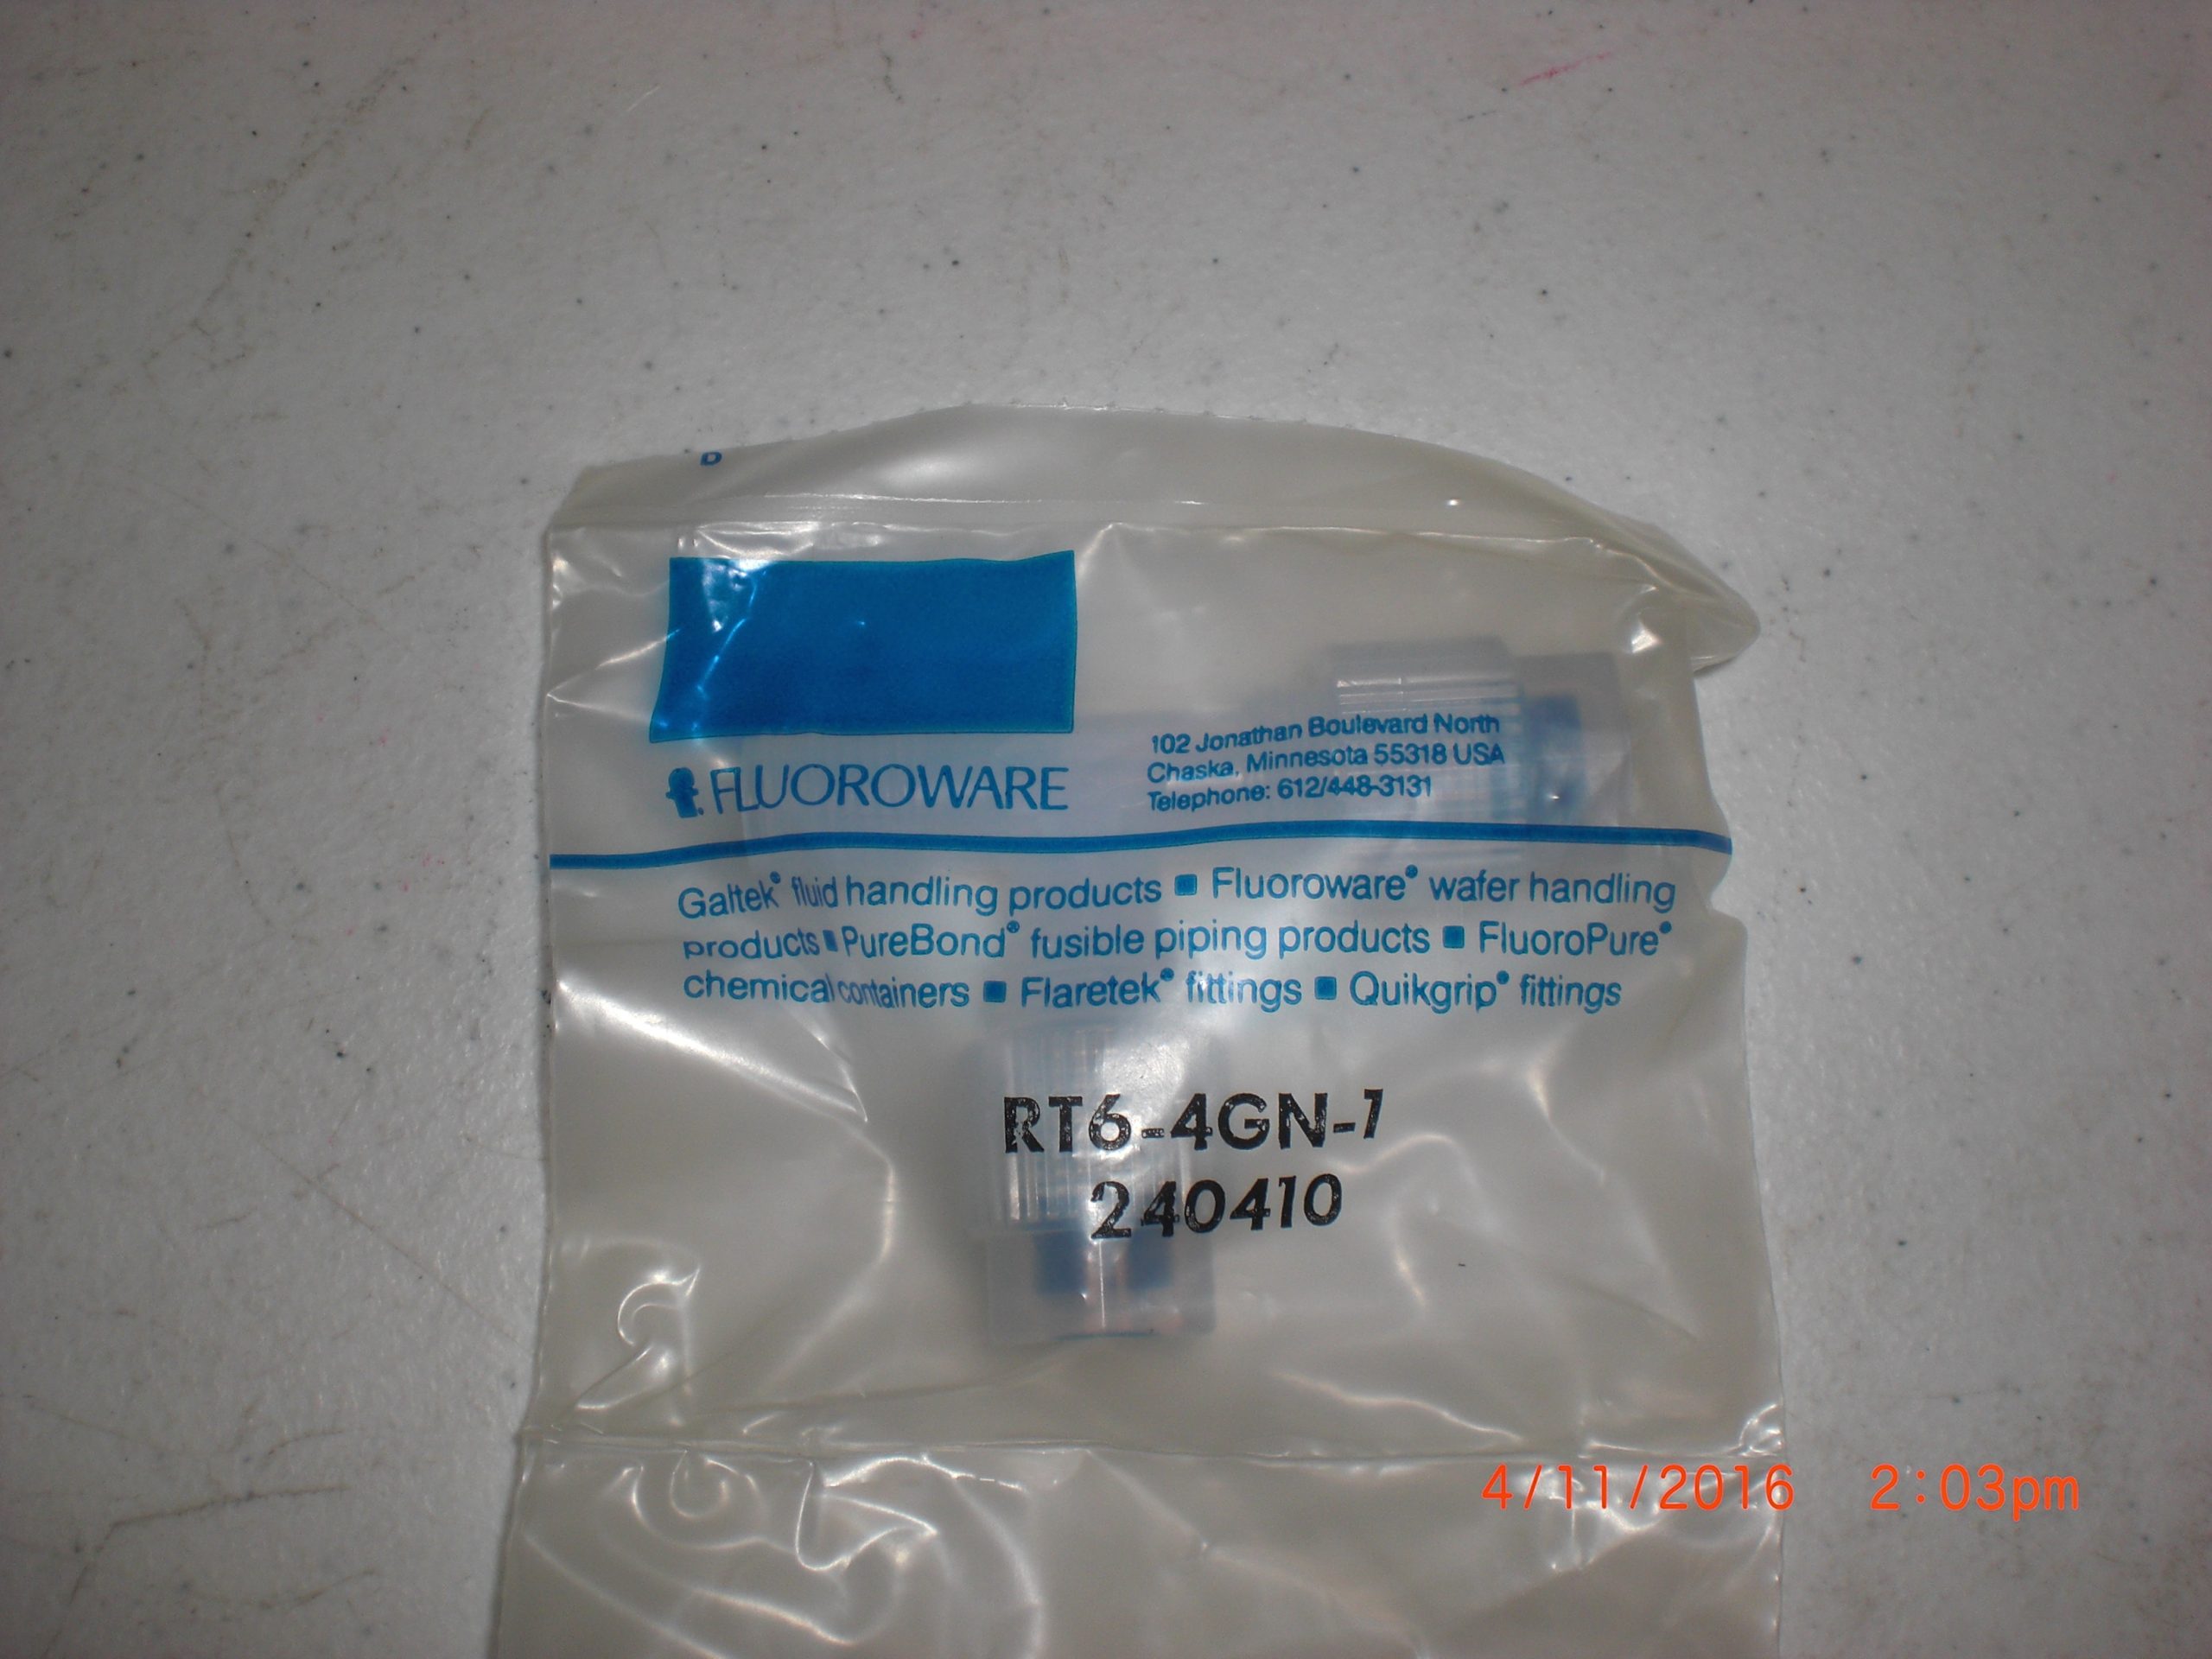 D
FLUOROWARE
102 Jonathan Boulevard North
Chaska, Minnesota 55318 USA
Telephone: 612/448-3131
Galtek® fluid handling products ■ Fluoroware® wafer handling
products ■ PureBond® fusible piping products ■ FluoroPure®
chemical containers ■ Flaretek® fittings ■ Quikgrip® fittings
RT6-4GN-1
240410
4/11/2016 2:03pm